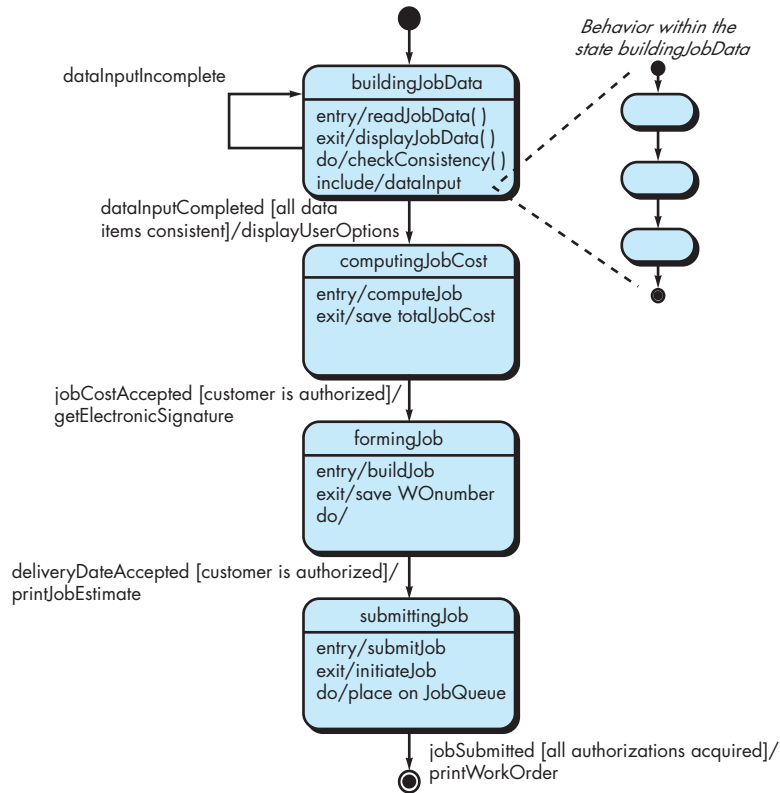 Behavior within the
state buildingJobData
dataInputIncomplete
buildingJobData
entry/readJobData( )
exit/displayJobData( )
do/checkConsistency( )
include/dataInput
dataInputCompleted [all data
items consistent]/displayUserOptions
computingJobCost
entry/computeJob
exit/save totalJobCost
jobCostAccepted [customer is authorized]/
getElectronicSignature
formingJob
entry/buildJob
exit/save WOnumber
do/
deliveryDateAccepted [customer is authorized]/
printJobEstimate
submittingJob
entry/submitJob
exit/initiateJob
do/place on JobQueue
jobSubmitted [all authorizations acquired]/
printWorkOrder